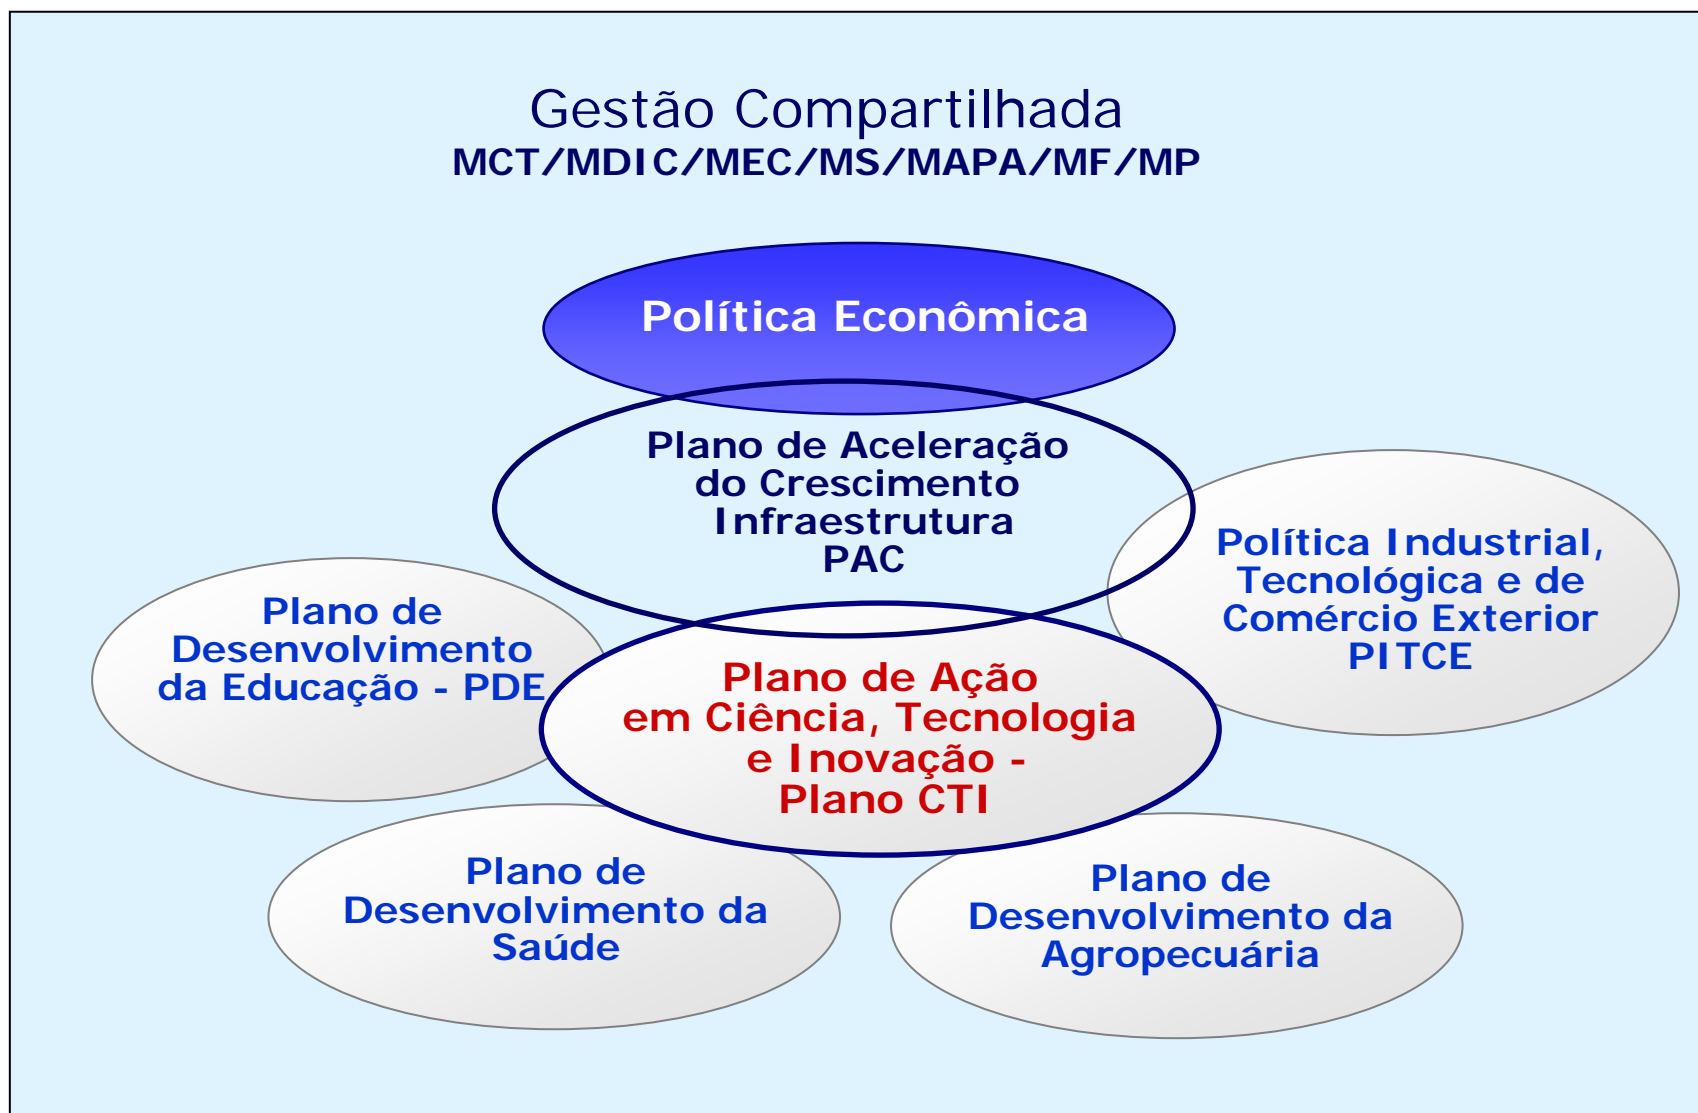 Gestão Compartilhada
MCT/MDIC/MEC/MS/MAPA/MF/MP
Política Econômica
Plano de Aceleração
do Crescimento
Infraestrutura
PAC
Política Industrial,
Tecnológica e de
Comércio Exterior
PITCE
Plano de
Desenvolvimento
da Educação - PDE
Plano de Ação
em Ciência, Tecnologia
e Inovação -
Plano CTI
Plano de
Desenvolvimento da
Saúde
Plano de
Desenvolvimento da
Agropecuária